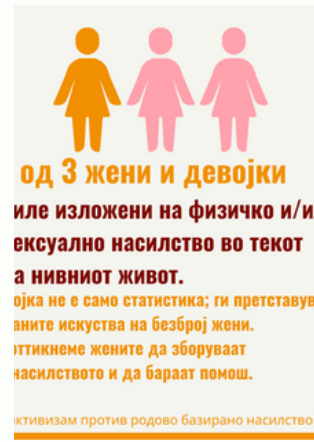 од 3 жени и девојки
иле изложени на физичко и/и
ексуално насилство во текот
а нивниот живот.
ојка не е само статистика; ги претставув
аните искуства на безброј жени.
оттикнеме жените да зборуваат
насилството и да бараат помош.
активизам против родово базирано насилство